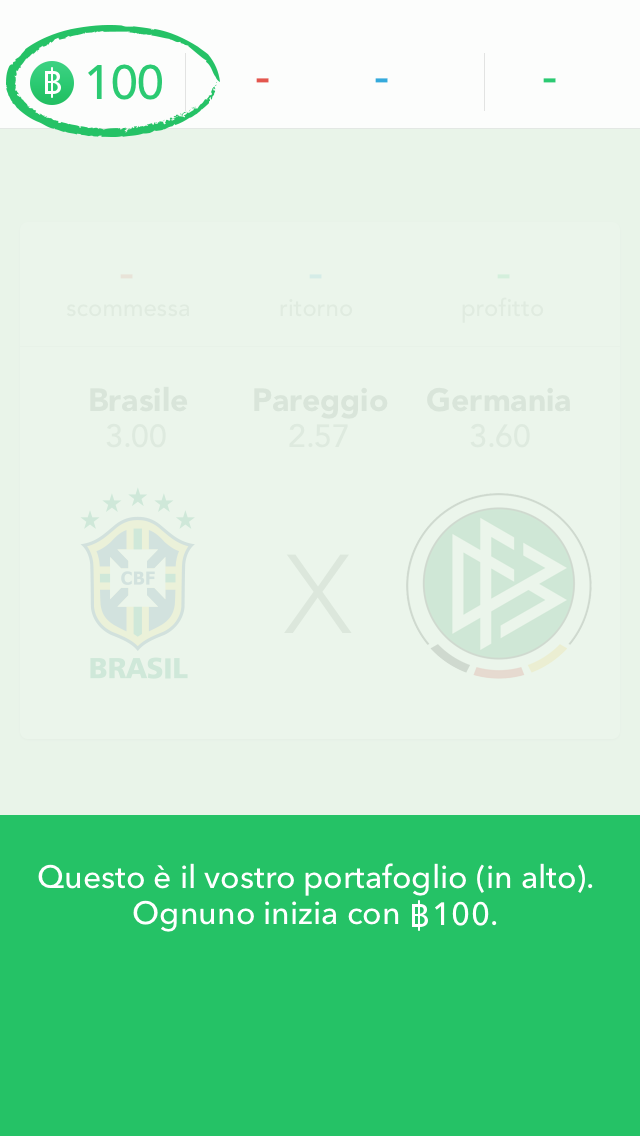 ฿ 100 - - -
- - -
scommessa ritorno profitto
Brasile Pareggio Germania
3.00 2.57 3.60
CBF X
BRASIL
Questo è il vostro portafoglio (in alto).
Ognuno inizia con ฿100.